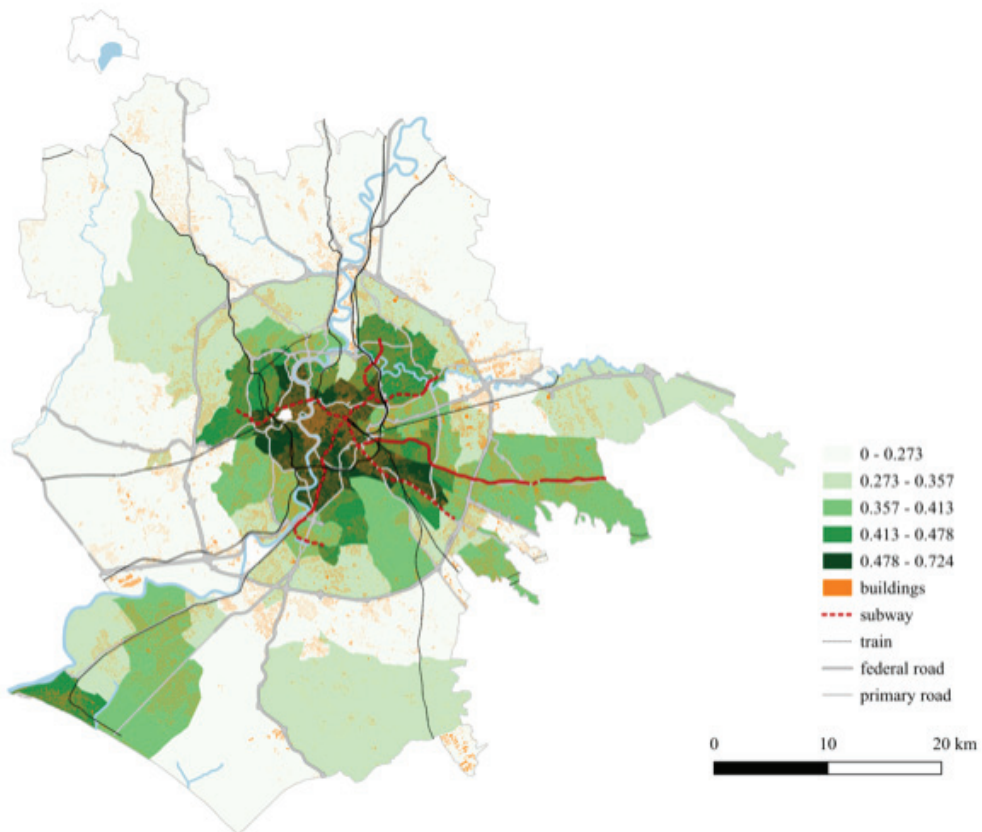 0 - 0.273
0.273 - 0.357
0.357 - 0.413
0.413 - 0.478
0.478 - 0.724
buildings
subway
train
federal road
primary road
0 10 20 km